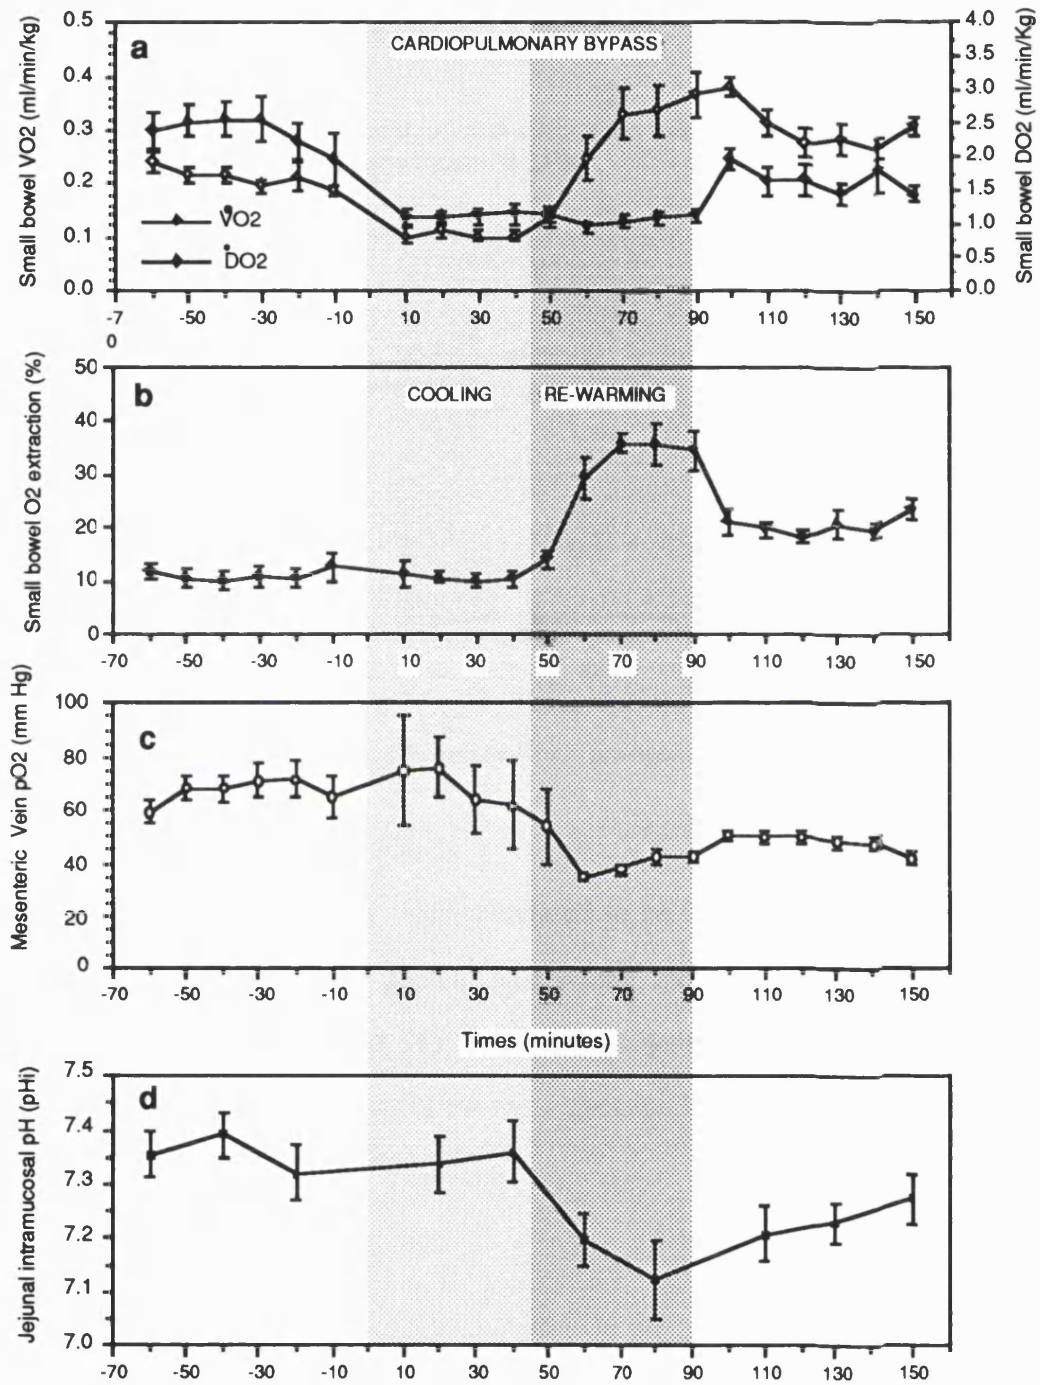 a
CARDIOPULMONARY BYPASS
Small bowel VO2 (ml/min/kg)
0.5
0.4
0.3
0.2
0.1
0.0
Small bowel DO2 (ml/min/Kg)
4.0
3.5
3.0
2.5
2.0
1.5
1.0
0.5
0.0
VO2
DO2
-7 -50 -30 -10 10 30 50 70 90 110 130 150
0
b
COOLING RE-WARMING
Small bowel O2 extraction (%)
50
40
30
20
10
0
-70 -50 -30 -10 10 30 50 70 90 110 130 150
c
Mesenteric Vein pO2 (mm Hg)
100
80
60
40
20
0
-70 -50 -30 -10 10 30 50 70 90 110 130 150
Times (minutes)
d
Jejunal intramucosal pH (pHi)
7.5
7.4
7.3
7.2
7.1
7.0
-70 -50 -30 -10 10 30 50 70 90 110 130 150